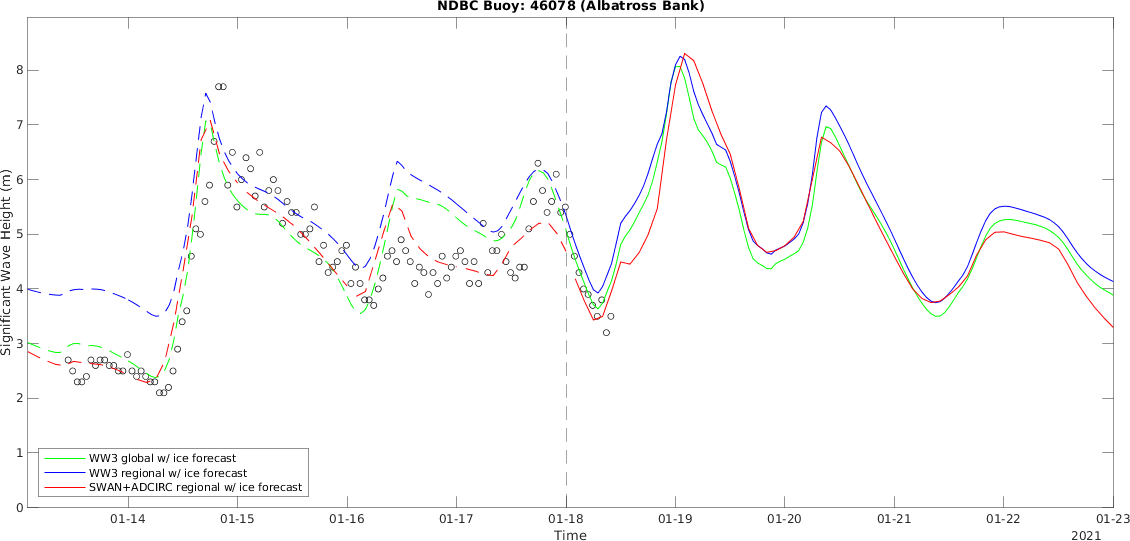 NDBC Buoy: 46078 (Albatross Bank)
Significant Wave Height (m)
8
7
6
5
4
3
2
1
0
WW3 global w/ ice forecast
WW3 regional w/ ice forecast
SWAN+ADCIRC regional w/ ice forecast
01-14 01-15 01-16 01-17 01-18 01-19 01-20 01-21 01-22 01-23
Time
2021